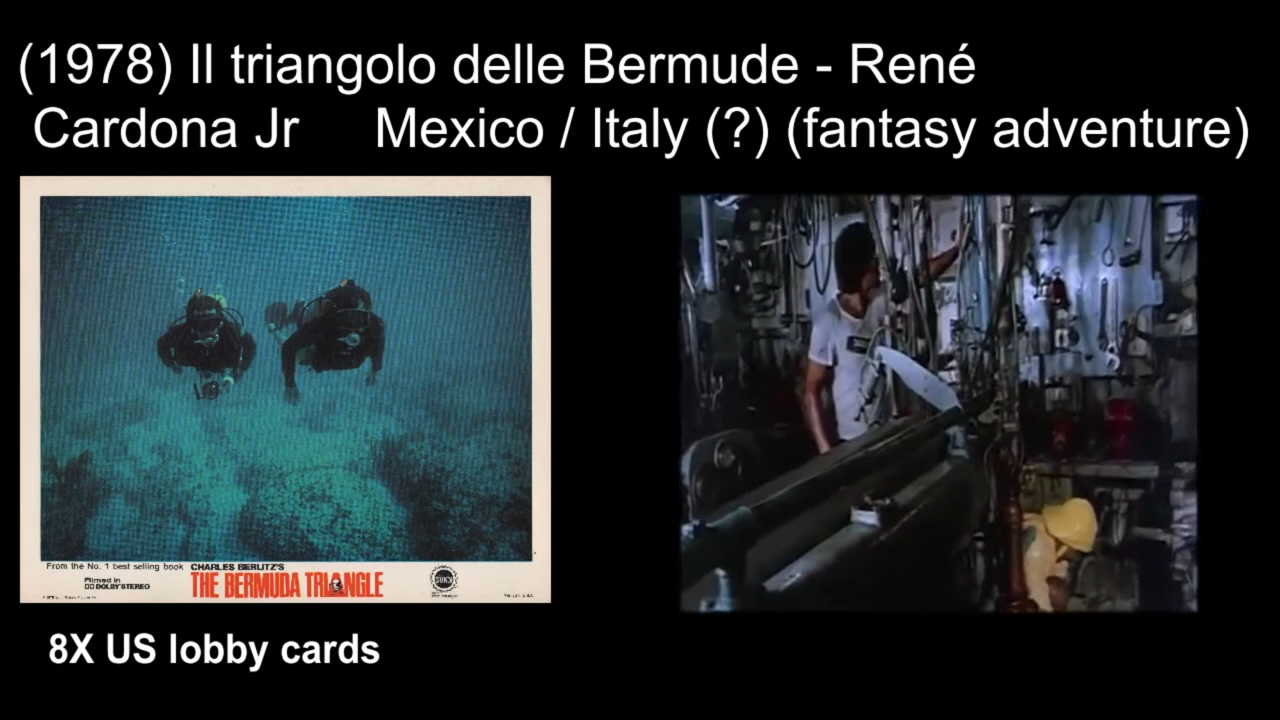 (1978) Il triangolo delle Bermude - René
Cardona Jr Mexico / Italy (?) (fantasy adventure)
From the No. 1 best selling book
CHARLES BERLITZ'S
Filmed in
DOLBY STEREO
THE BERMUDA TRIANGLE
SUNN
8X US lobby cards